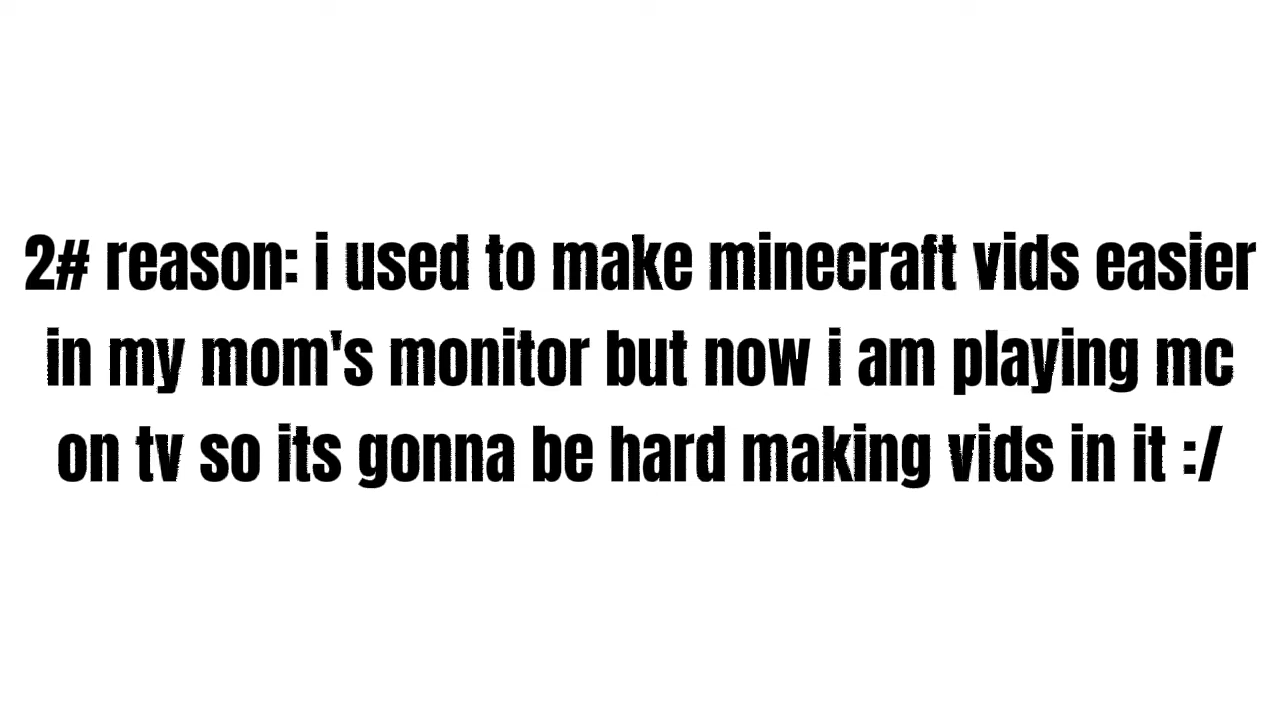 2# reason: i used to make minecraft vids easier
in my mom's monitor but now i am playing mc
on tv so its gonna be hard making vids in it :/